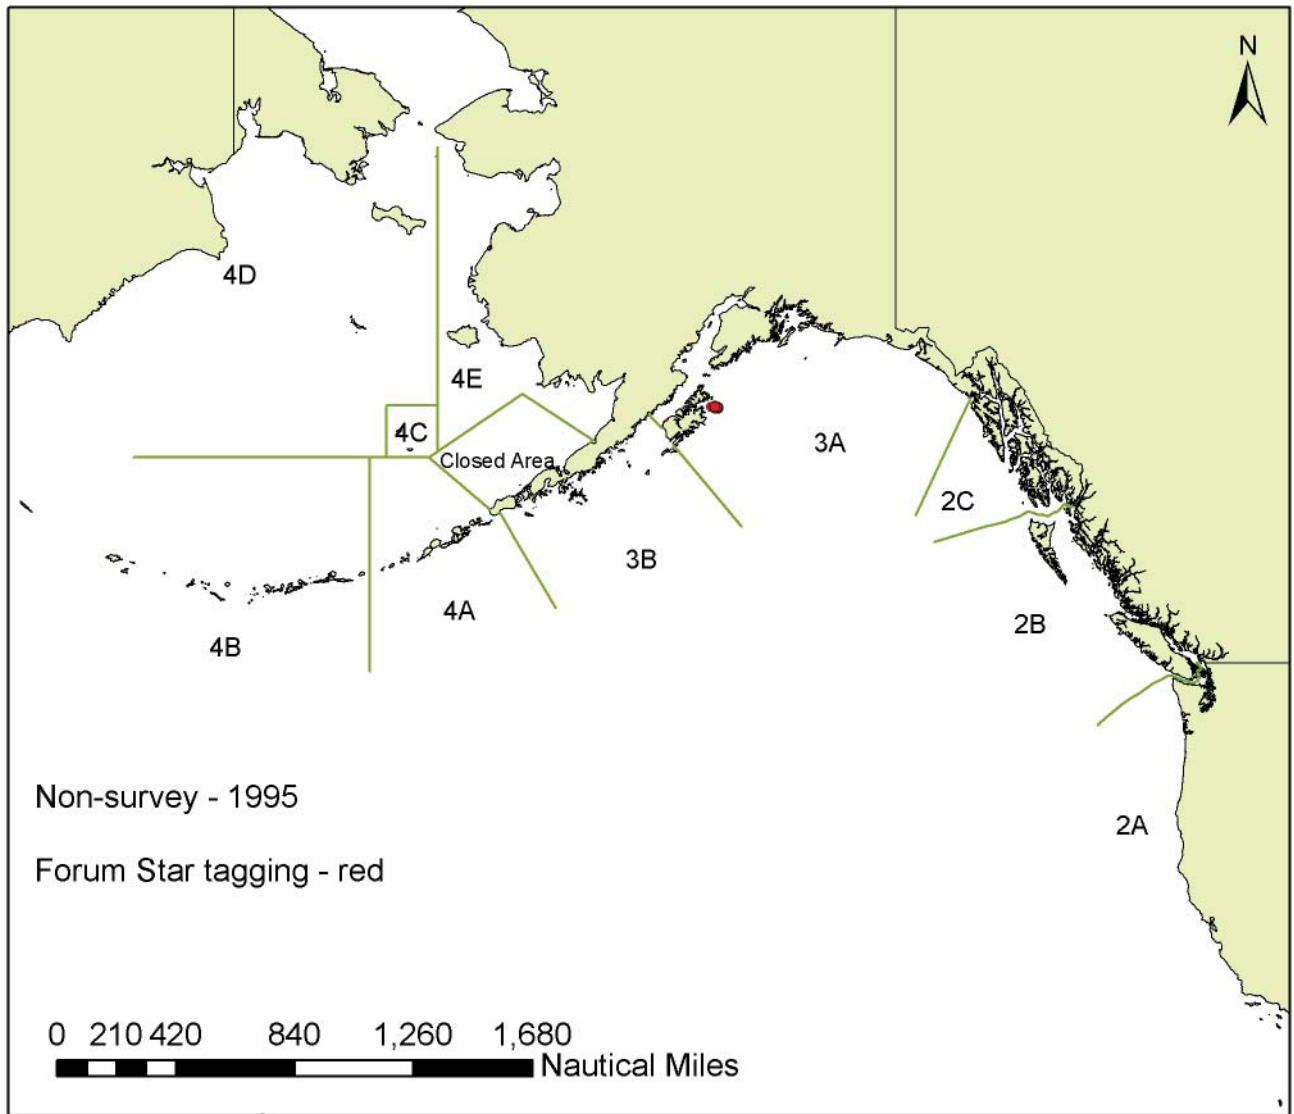 N
4D
4E
4C
Closed Area
3A
2C
3B
4A
2B
4B
Non-survey - 1995
2A
Forum Star tagging - red
0 210 420 840 1,260 1,680
Nautical Miles